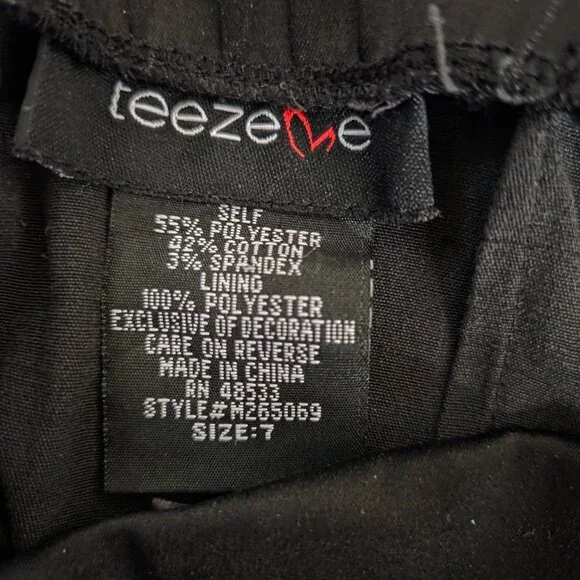 teezeMe
SELF
55% POLYESTER
42% COTTON
3% SPANDEX
LINING
100% POLYESTER
EXCLUSIVE OF DECORATION
CARE ON REVERSE
MADE IN CHINA
RN 48533
STYLE#M265069
SIZE:7